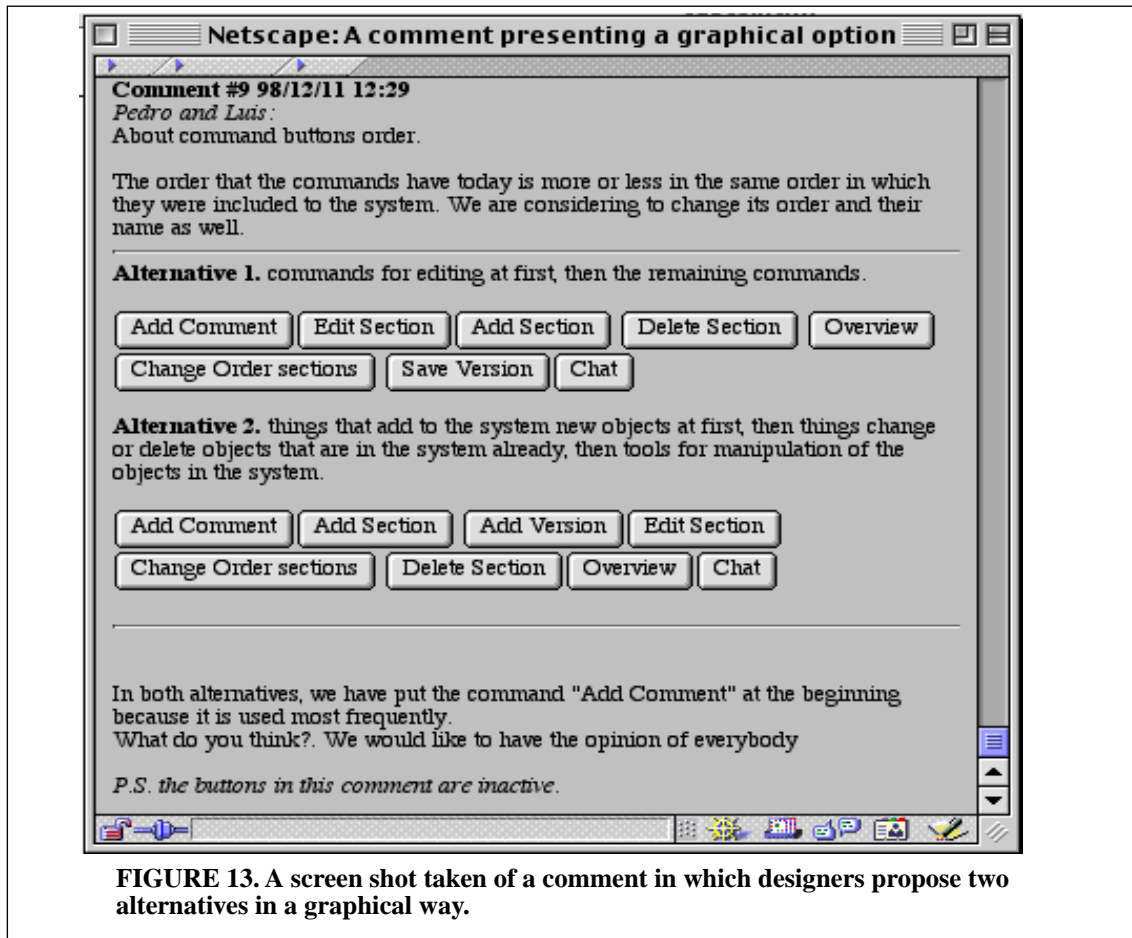 Netscape: A comment presenting a graphical option
Comment #9 98/12/11 12:29
Pedro and Luis:
About command buttons order.
The order that the commands have today is more or less in the same order in which
they were included to the system. We are considering to change its order and their
name as well.
Alternative 1. commands for editing at first, then the remaining commands.
Add Comment Edit Section Add Section Delete Section Overview
Change Order sections Save Version Chat
Alternative 2. things that add to the system new objects at first, then things change
or delete objects that are in the system already, then tools for manipulation of the
objects in the system.
Add Comment Add Section Add Version Edit Section
Change Order sections Delete Section Overview Chat
In both alternatives, we have put the command "Add Comment" at the beginning
because it is used most frequently.
What do you think?. We would like to have the opinion of everybody
P.S. the buttons in this comment are inactive.
FIGURE 13. A screen shot taken of a comment in which designers propose two
alternatives in a graphical way.